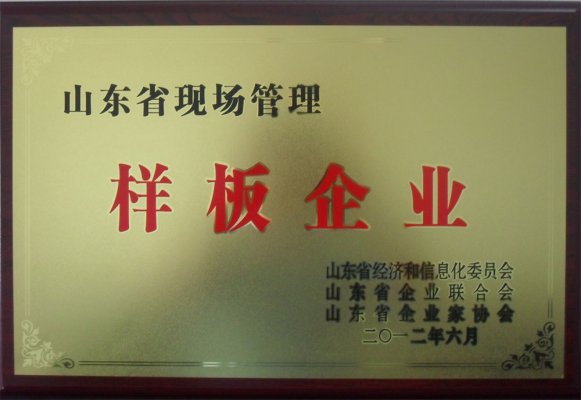 山东省现场管理
样板企业
山东省经济和信息化委员会
山东省企业联合会
山东省企业家协会
二〇一二年六月